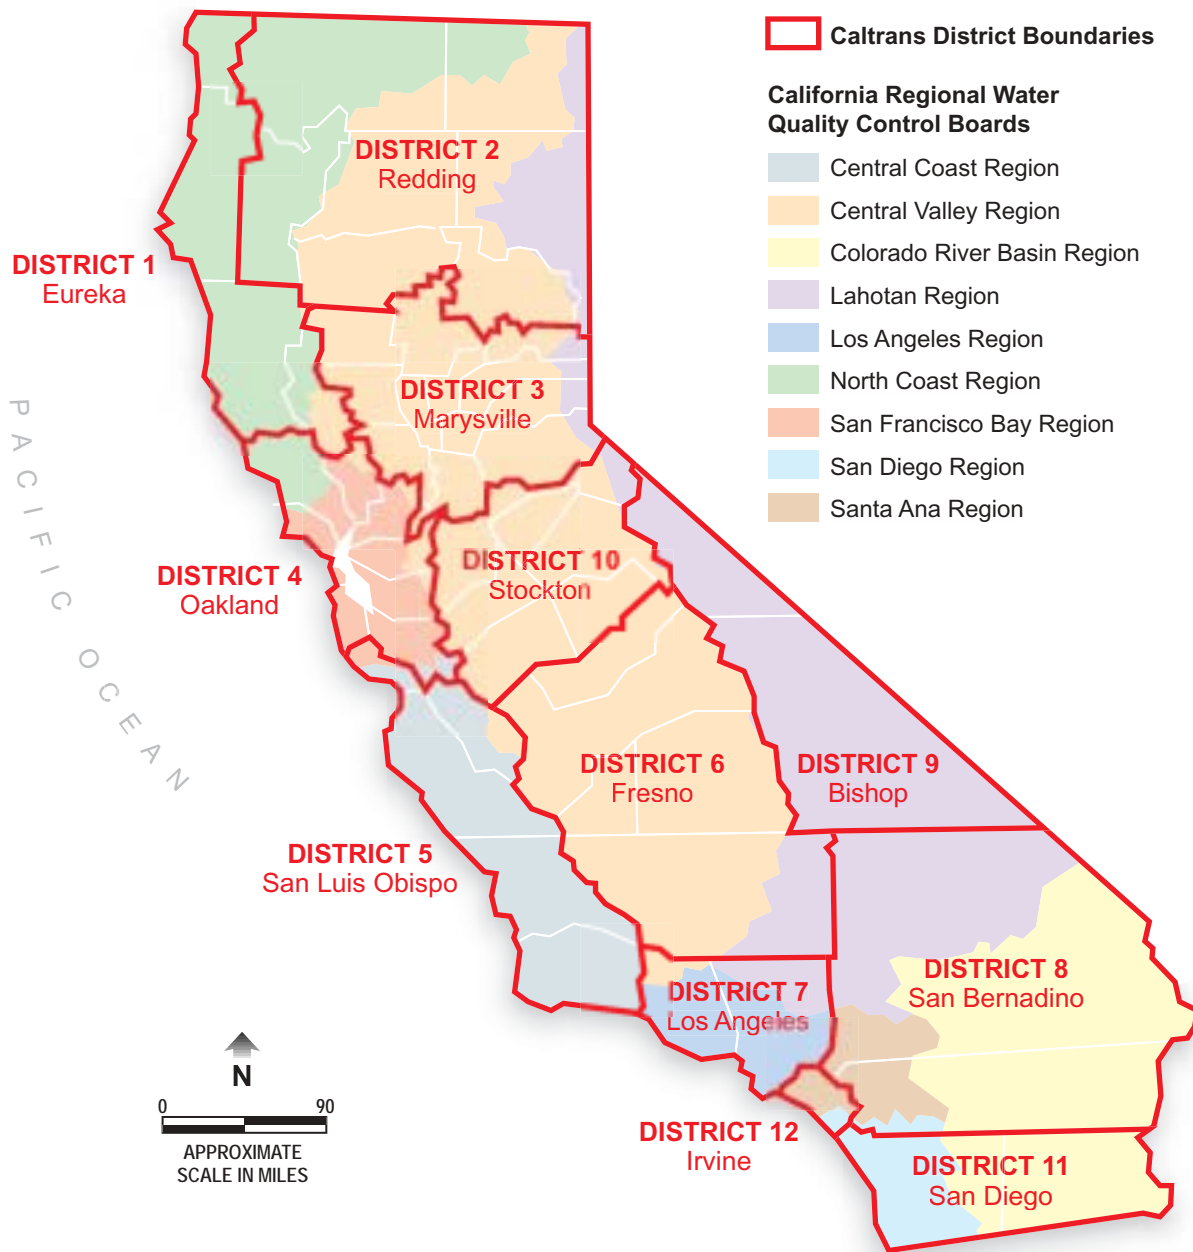 Caltrans District Boundaries
California Regional Water
Quality Control Boards
Central Coast Region
Central Valley Region
Colorado River Basin Region
Lahotan Region
Los Angeles Region
North Coast Region
San Francisco Bay Region
San Diego Region
Santa Ana Region
DISTRICT 2
Redding
DISTRICT 1
Eureka
DISTRICT 3
Marysville
PACIFIC OCEAN
DISTRICT 10
Stockton
DISTRICT 4
Oakland
DISTRICT 6
Fresno
DISTRICT 9
Bishop
DISTRICT 5
San Luis Obispo
DISTRICT 8
San Bernadino
DISTRICT 7
Los Angeles
N
0 90
APPROXIMATE
SCALE IN MILES
DISTRICT 12
Irvine
DISTRICT 11
San Diego